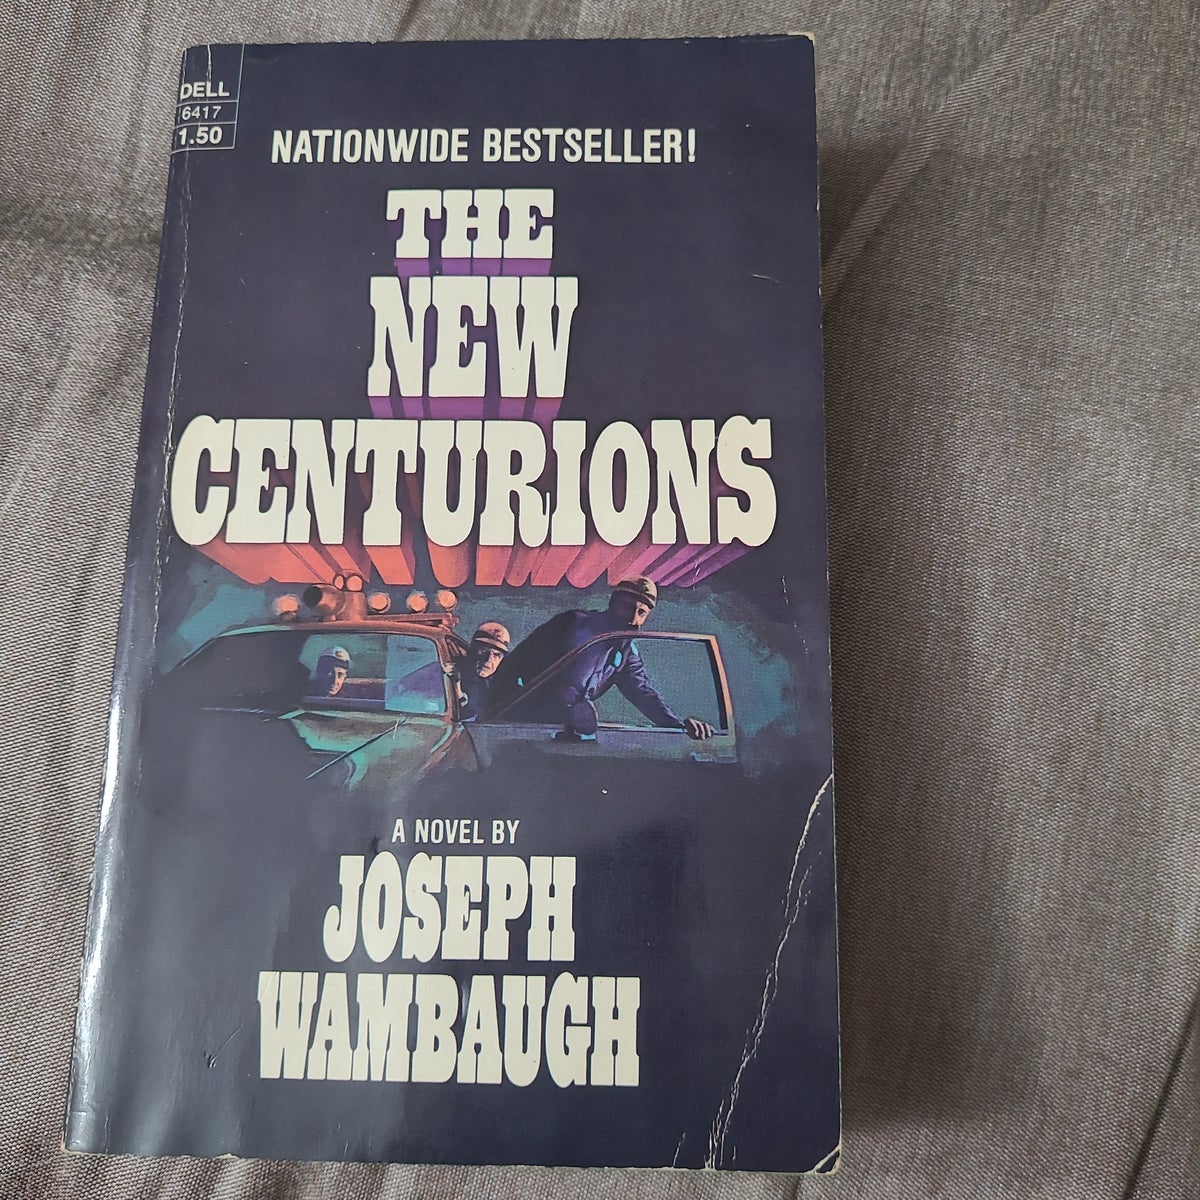 DELL
6417
1.50
NATIONWIDE BESTSELLER!
THE
NEW
CENTURIONS
A NOVEL BY
JOSEPH
WAMBAUGH